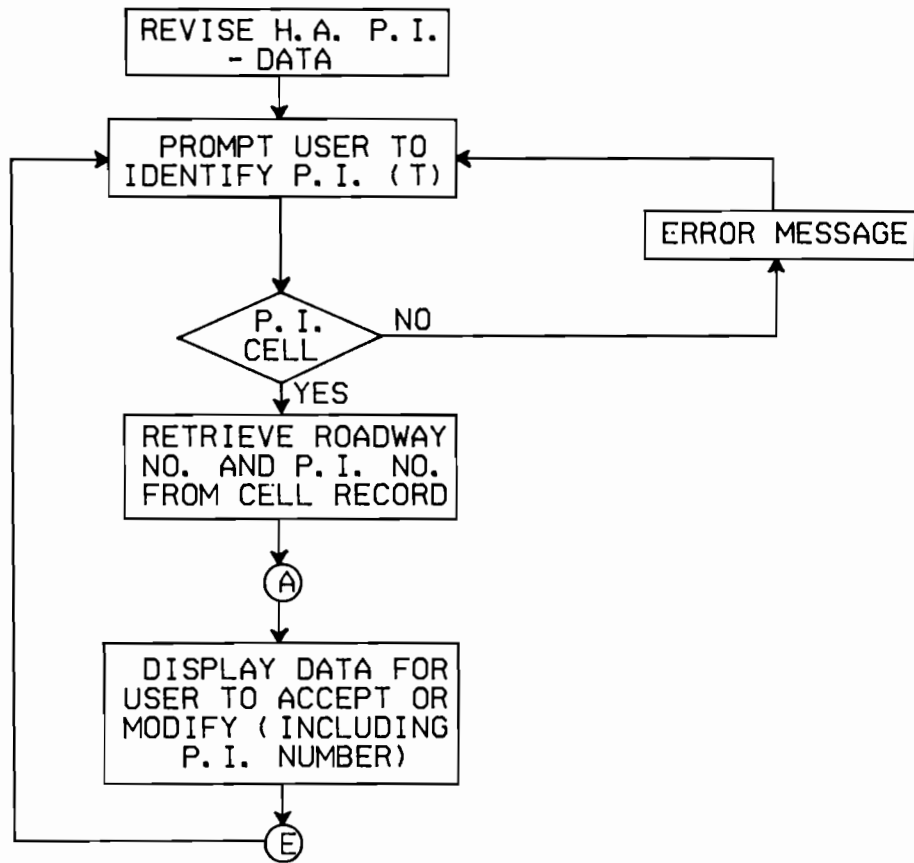 REVISE H.A. P.I.
- DATA
PROMPT USER TO
IDENTIFY P.I. (T)
ERROR MESSAGE
P.I.
CELL
NO
YES
RETRIEVE ROADWAY
NO. AND P.I. NO.
FROM CELL RECORD
A
DISPLAY DATA FOR
USER TO ACCEPT OR
MODIFY (INCLUDING
P.I. NUMBER)
E